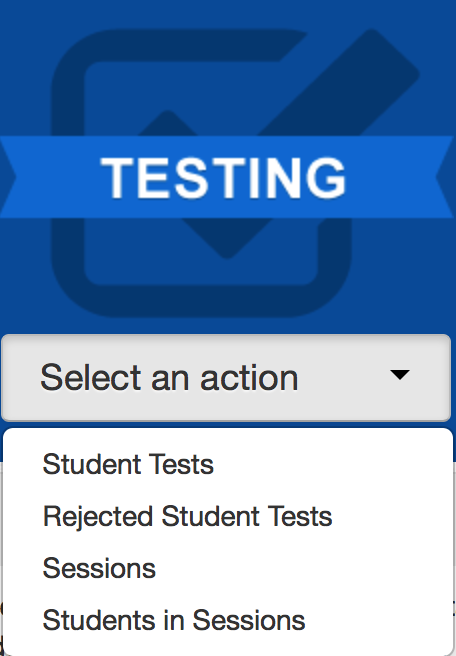 TESTING
Select an action
Student Tests
Rejected Student Tests
Sessions
Students in Sessions